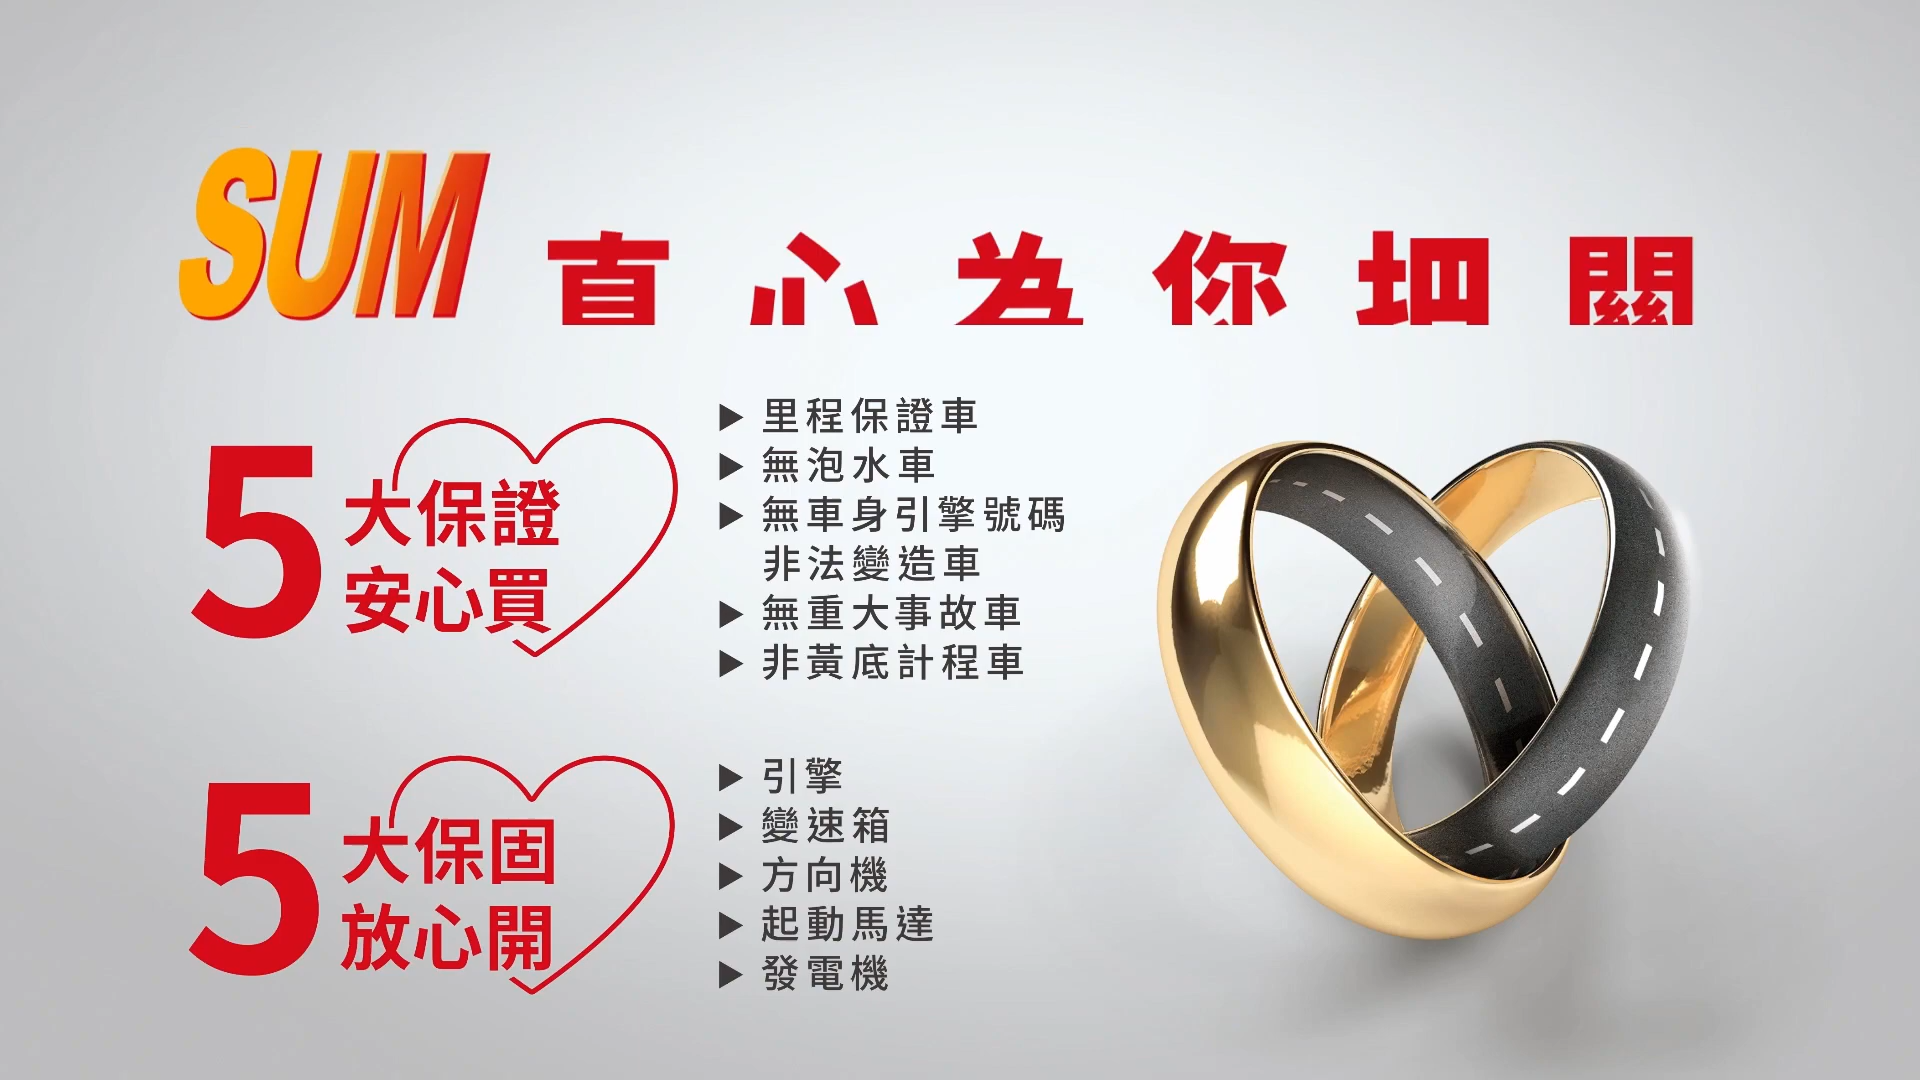 SUM 真心為你把關
5大保證
安心買
▶ 里程保證車
▶ 無泡水車
▶ 無車身引擎號碼
非法變造車
▶ 無重大事故車
▶ 非黃底計程車
5大保固
放心開
▶ 引擎
▶ 變速箱
▶ 方向機
▶ 起動馬達
▶ 發電機